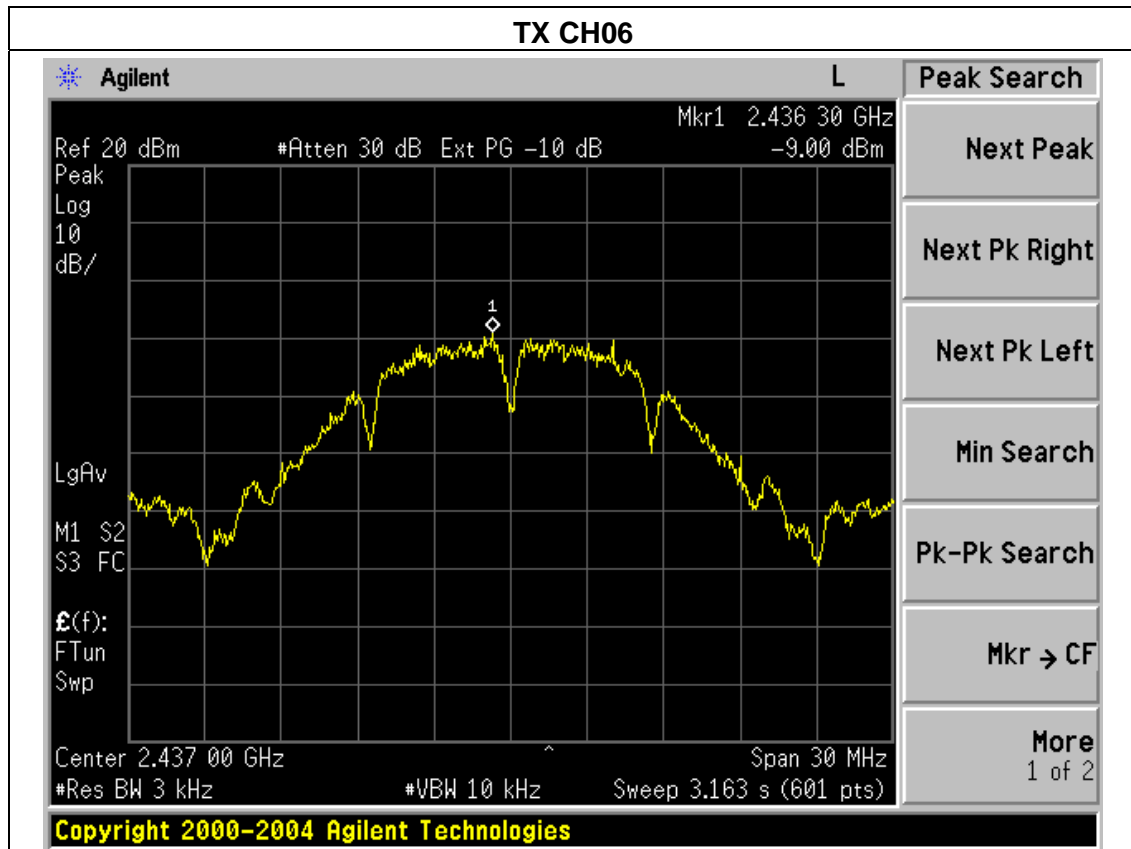 TX CH06
Agilent L Peak Search
Mkr1 2.436 30 GHz
Ref 20 dBm #Atten 30 dB Ext PG -10 dB -9.00 dBm
Peak
Log
10
dB/
1
LgAv
M1 S2
S3 FC
£(f):
FTun
Swp
Center 2.437 00 GHz ^ Span 30 MHz
#Res BW 3 kHz #VBW 10 kHz Sweep 3.163 s (601 pts)
Copyright 2000-2004 Agilent Technologies
Next Peak
Next Pk Right
Next Pk Left
Min Search
Pk-Pk Search
Mkr → CF
More
1 of 2